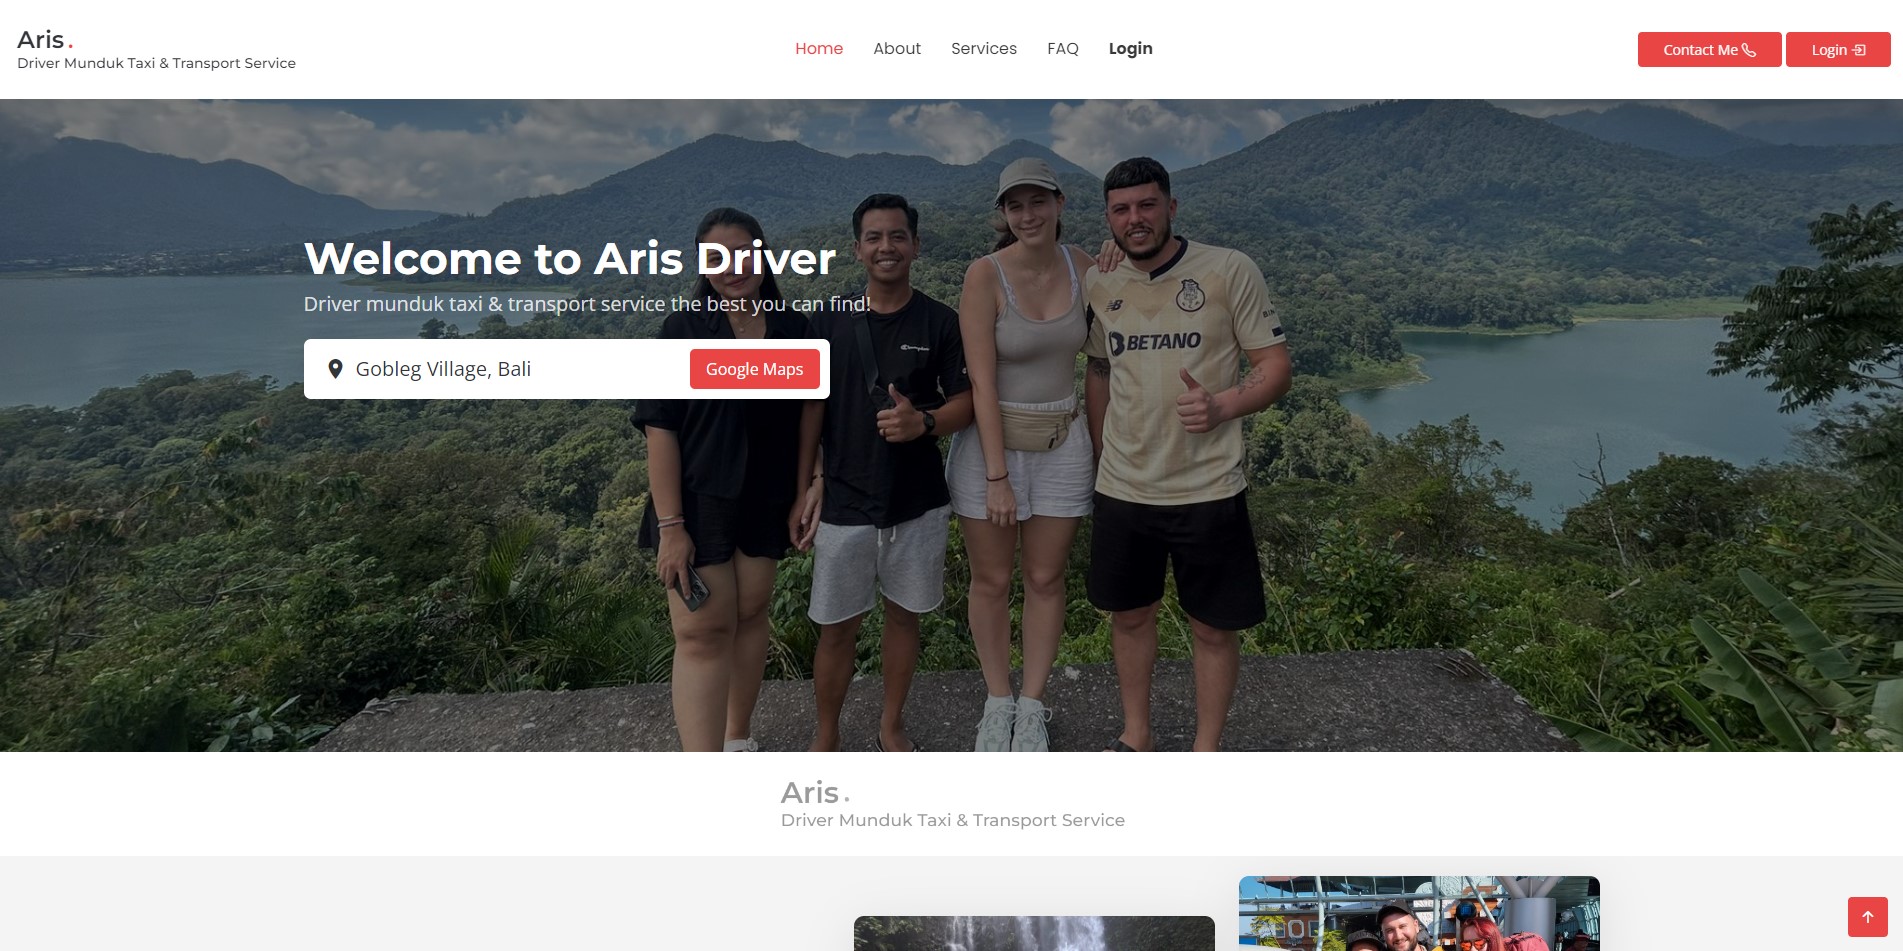 Aris.
Driver Munduk Taxi & Transport Service
Home About Services FAQ Login
Contact Me
Login
Welcome to Aris Driver
Driver munduk taxi & transport service the best you can find!
Gobleg Village, Bali
Google Maps
Champion
BETANO
Aris.
Driver Munduk Taxi & Transport Service